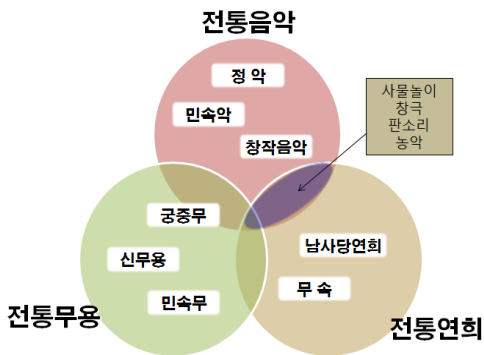 전통음악
정 악
민속악
창작음악
사물놀이
창극
판소리
농악
궁중무
신무용
민속무
전통무용
남사당연희
무 속
전통연희